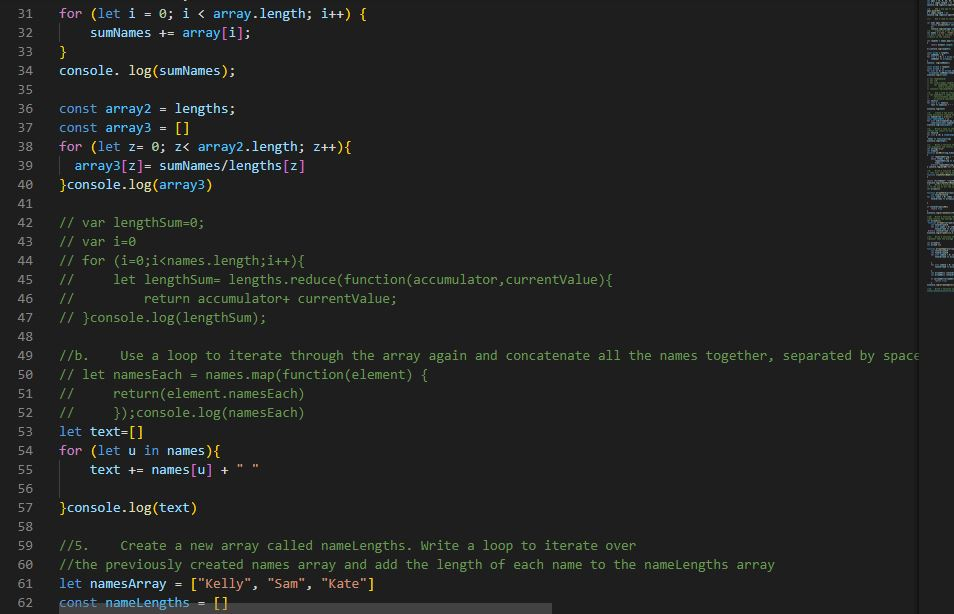 31 for (let i = 0; i < array.length; i++) {
32 sumNames += array[i];
33 }
34 console. log(sumNames);
35
36 const array2 = lengths;
37 const array3 = []
38 for (let z= 0; z< array2.length; z++){
39 array3[z]= sumNames/lengths[z]
40 }console.log(array3)
41
42 // var lengthSum=0;
43 // var i=0
44 // for (i=0;i<names.length;i++){
45 // let lengthSum= lengths.reduce(function(accumulator,currentValue){
46 // return accumulator+ currentValue;
47 // }console.log(lengthSum);
48
49 //b. Use a loop to iterate through the array again and concatenate all the names together, separated by space
50 // let namesEach = names.map(function(element) {
51 // return(element.namesEach)
52 // });console.log(namesEach)
53 let text=[]
54 for (let u in names){
55 text += names[u] + " "
56
57 }console.log(text)
58
59 //5. Create a new array called nameLengths. Write a loop to iterate over
60 //the previously created names array and add the length of each name to the nameLengths array
61 let namesArray = ["Kelly", "Sam", "Kate"]
62 const nameLengths = []